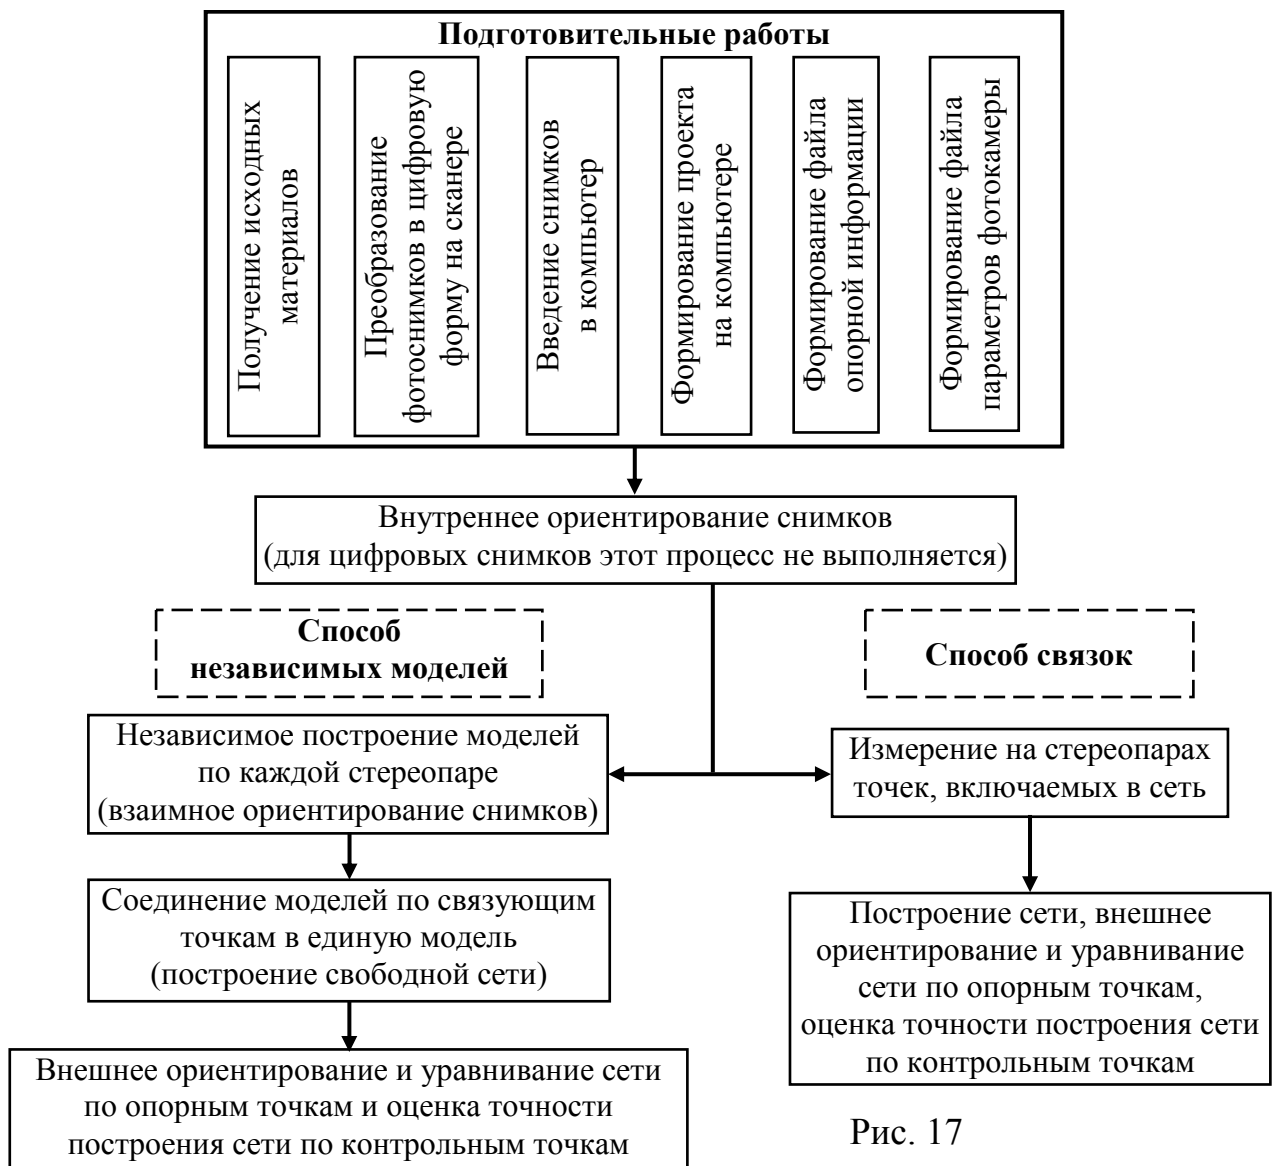 Подготовительные работы
Получение исходных
материалов
Преобразование
фотоснимков в цифровую
форму на сканере
Введение снимков
в компьютер
Формирование проекта
на компьютере
Формирование файла
опорной информации
Формирование файла
параметров фотокамеры
Внутреннее ориентирование снимков
(для цифровых снимков этот процесс не выполняется)
Способ
независимых моделей
Способ связок
Независимое построение моделей
по каждой стереопаре
(взаимное ориентирование снимков)
Измерение на стереопарах
точек, включаемых в сеть
Соединение моделей по связующим
точкам в единую модель
(построение свободной сети)
Построение сети, внешнее
ориентирование и уравнивание
сети по опорным точкам,
оценка точности построения сети
по контрольным точкам
Внешнее ориентирование и уравнивание сети
по опорным точкам и оценка точности
построения сети по контрольным точкам
Рис. 17